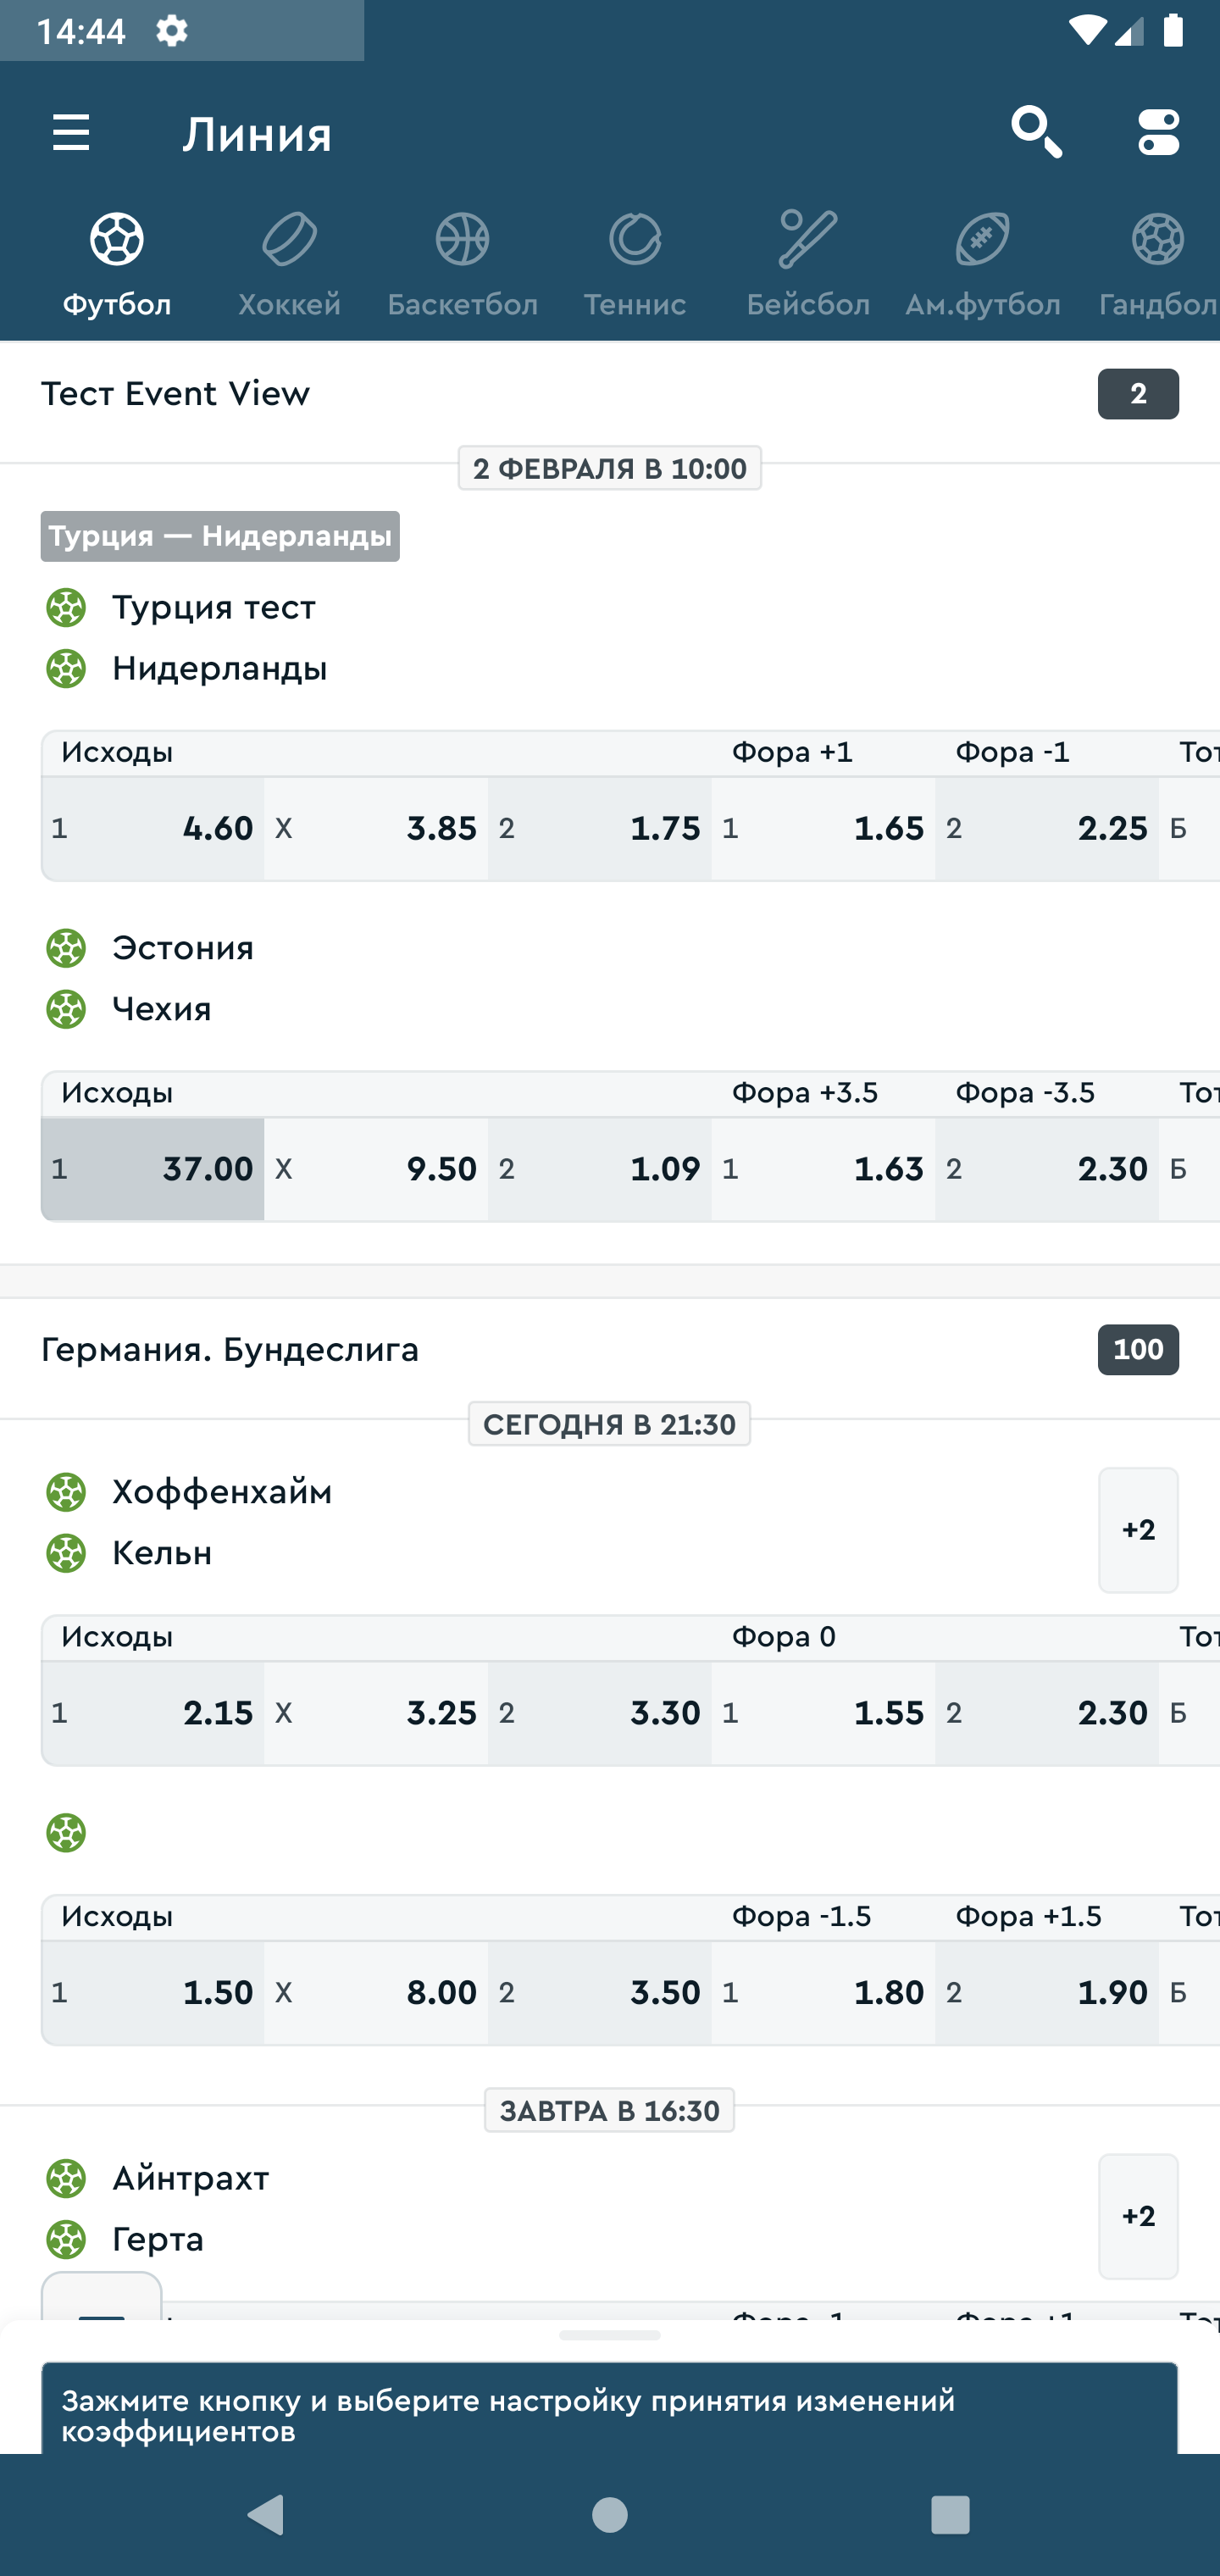 14:44
Линия
Футбол Хоккей Баскетбол Теннис Бейсбол Ам.футбол Гандбол
Тест Event View 2
2 ФЕВРАЛЯ В 10:00
Турция — Нидерланды
Турция тест
Нидерланды
Исходы Фора +1 Фора -1 Тот
1 4.60 X 3.85 2 1.75 1 1.65 2 2.25 Б
Эстония
Чехия
Исходы Фора +3.5 Фора -3.5 Тот
1 37.00 X 9.50 2 1.09 1 1.63 2 2.30 Б
Германия. Бундеслига 100
СЕГОДНЯ В 21:30
Хоффенхайм
+2
Кельн
Исходы Фора 0 Тот
1 2.15 X 3.25 2 3.30 1 1.55 2 2.30 Б
Исходы Фора -1.5 Фора +1.5 Тот
1 1.50 X 8.00 2 3.50 1 1.80 2 1.90 Б
ЗАВТРА В 16:30
Айнтрахт
+2
Герта
Зажмите кнопку и выберите настройку принятия изменений
коэффициентов